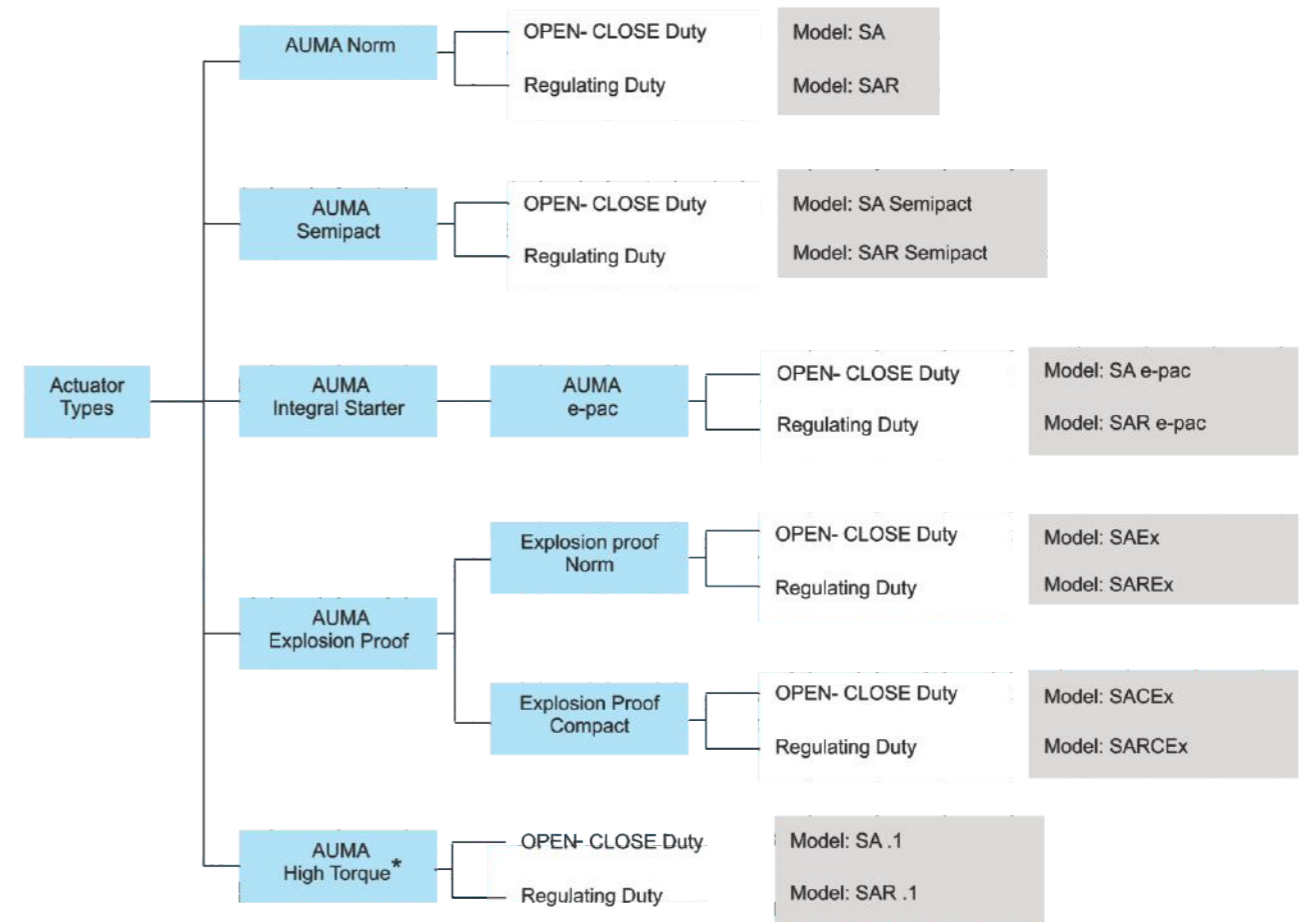 AUMA Norm
OPEN- CLOSE Duty
Model: SA
Regulating Duty
Model: SAR
AUMA
Semipact
OPEN- CLOSE Duty
Model: SA Semipact
Regulating Duty
Model: SAR Semipact
Actuator
Types
AUMA
Integral Starter
AUMA
e-pac
OPEN- CLOSE Duty
Model: SA e-pac
Regulating Duty
Model: SAR e-pac
AUMA
Explosion Proof
Explosion proof
Norm
OPEN- CLOSE Duty
Model: SAEx
Regulating Duty
Model: SAREx
Explosion Proof
Compact
OPEN- CLOSE Duty
Model: SACEx
Regulating Duty
Model: SARCEx
AUMA
High Torque*
OPEN- CLOSE Duty
Model: SA .1
Regulating Duty
Model: SAR .1